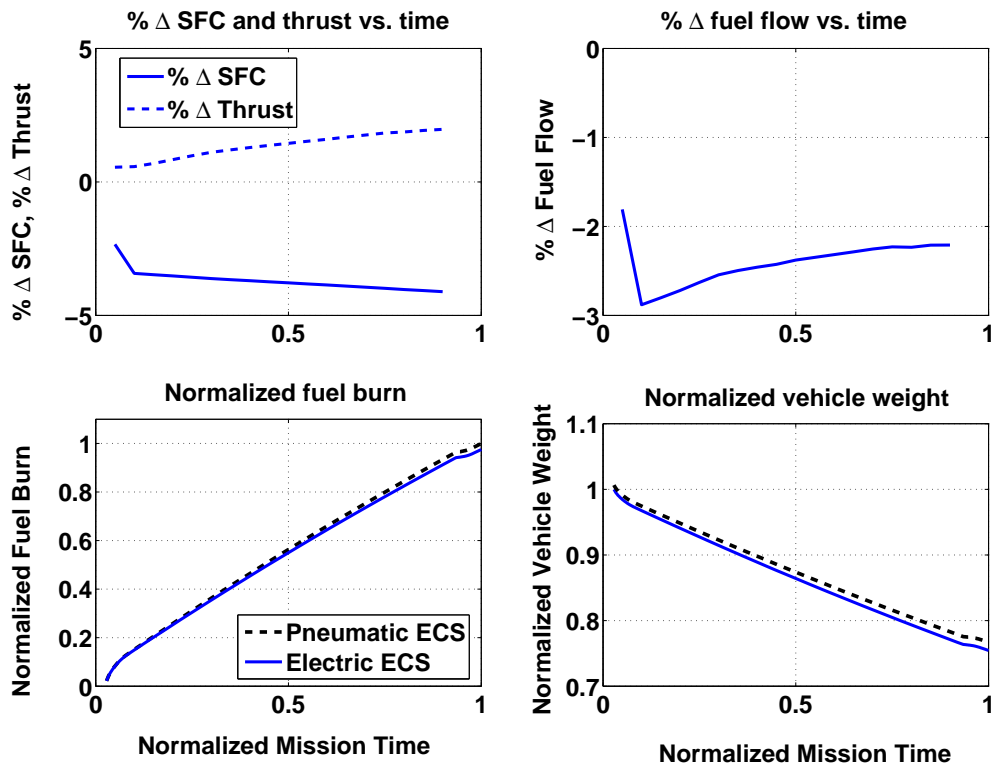 % Δ SFC and thrust vs. time
5
0
−5
0
0.5
1
% Δ SFC, % Δ Thrust
% Δ SFC
% Δ Thrust
% Δ fuel flow vs. time
0
−1
−2
−3
0
0.5
1
% Δ Fuel Flow
Normalized fuel burn
1
0.8
0.6
0.4
0.2
0
0
0.5
1
Normalized Fuel Burn
Pneumatic ECS
Electric ECS
Normalized Mission Time
Normalized vehicle weight
1.1
1
0.9
0.8
0.7
0
0.5
1
Normalized Vehicle Weight
Normalized Mission Time